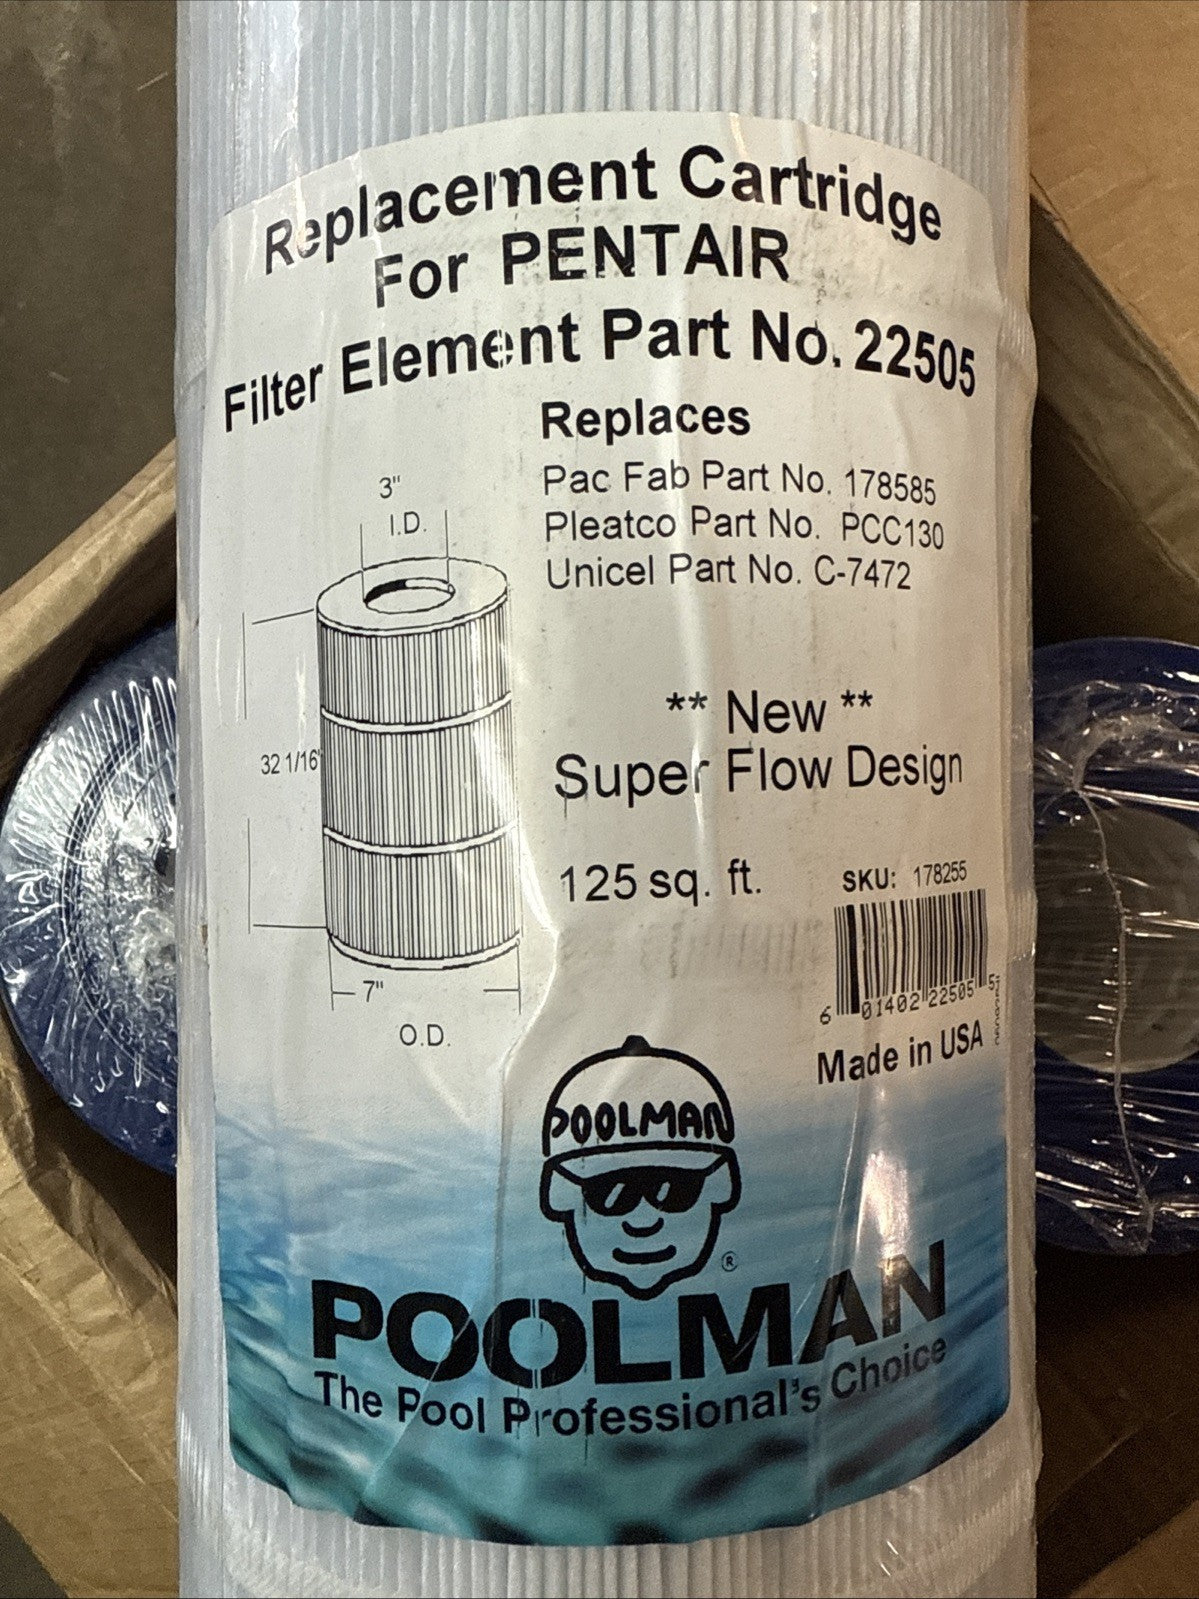 Replacement Cartridge
For PENTAIR
Filter Element Part No. 22505
Replaces
Pac Fab Part No. 178585
Pleatco Part No. PCC130
Unicel Part No. C-7472
3"
I.D.
32 1/16"
7"
O.D.
** New **
Super Flow Design
125 sq. ft.
SKU: 178255
6 01402 22505 5
Made in USA
POOLMAN
®
POOLMAN
The Pool Professional's Choice